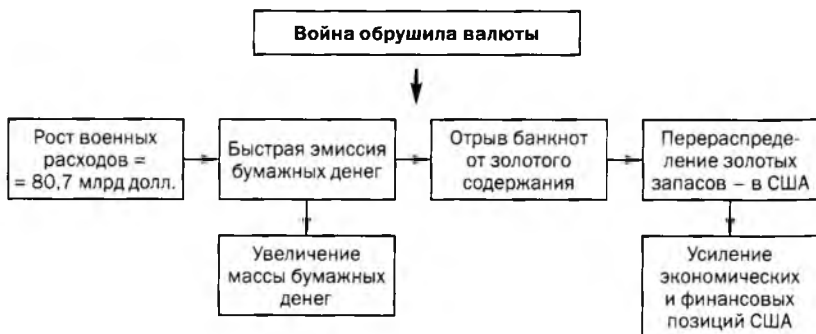 Война обрушила валюты
Рост военных
расходов =
= 80,7 млрд долл.
Быстрая эмиссия
бумажных денег
Отрыв банкнот
от золотого
содержания
Перераспреде-
ление золотых
запасов – в США
Увеличение
массы бумажных
денег
Усиление
экономических
и финансовых
позиций США